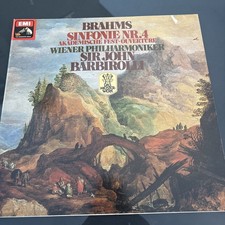 EMI
BRAHMS
SINFONIE NR.4
AKADEMISCHE FEST-OUVERTÜRE
WIENER PHILHARMONIKER
SIR JOHN
BARBIROLLI